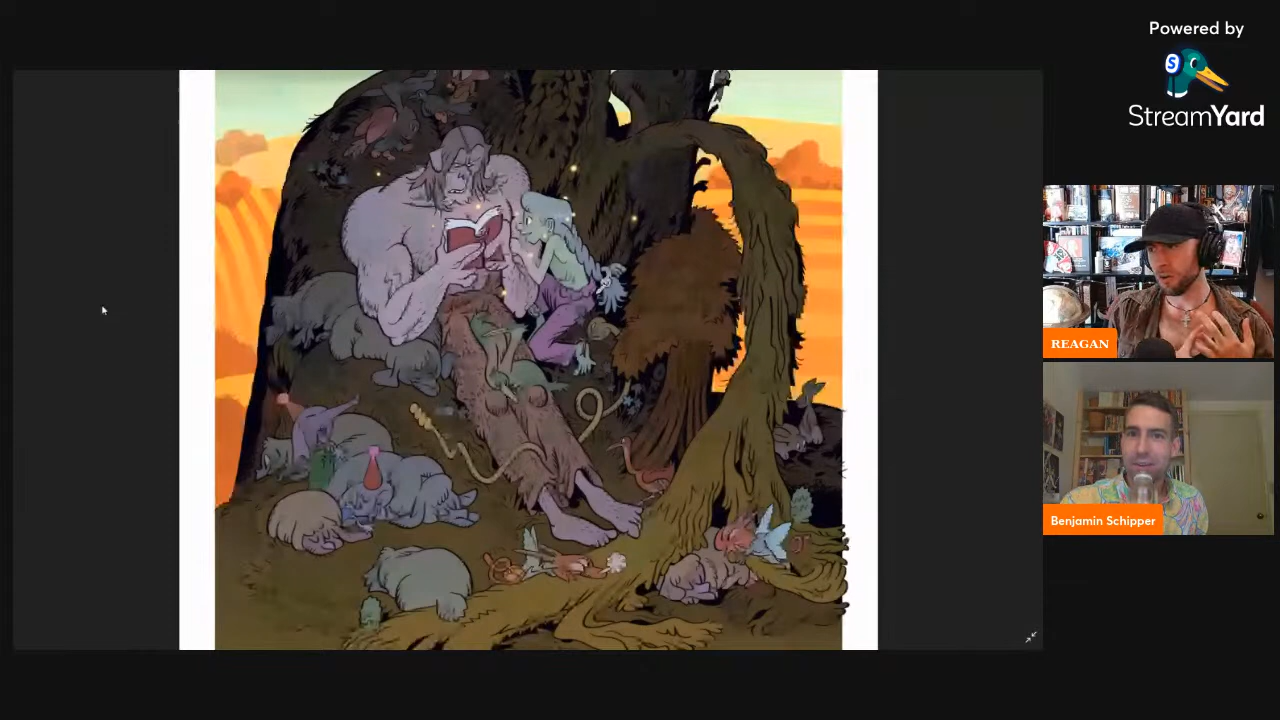 Powered by
S
StreamYard
REAGAN
Benjamin Schipper